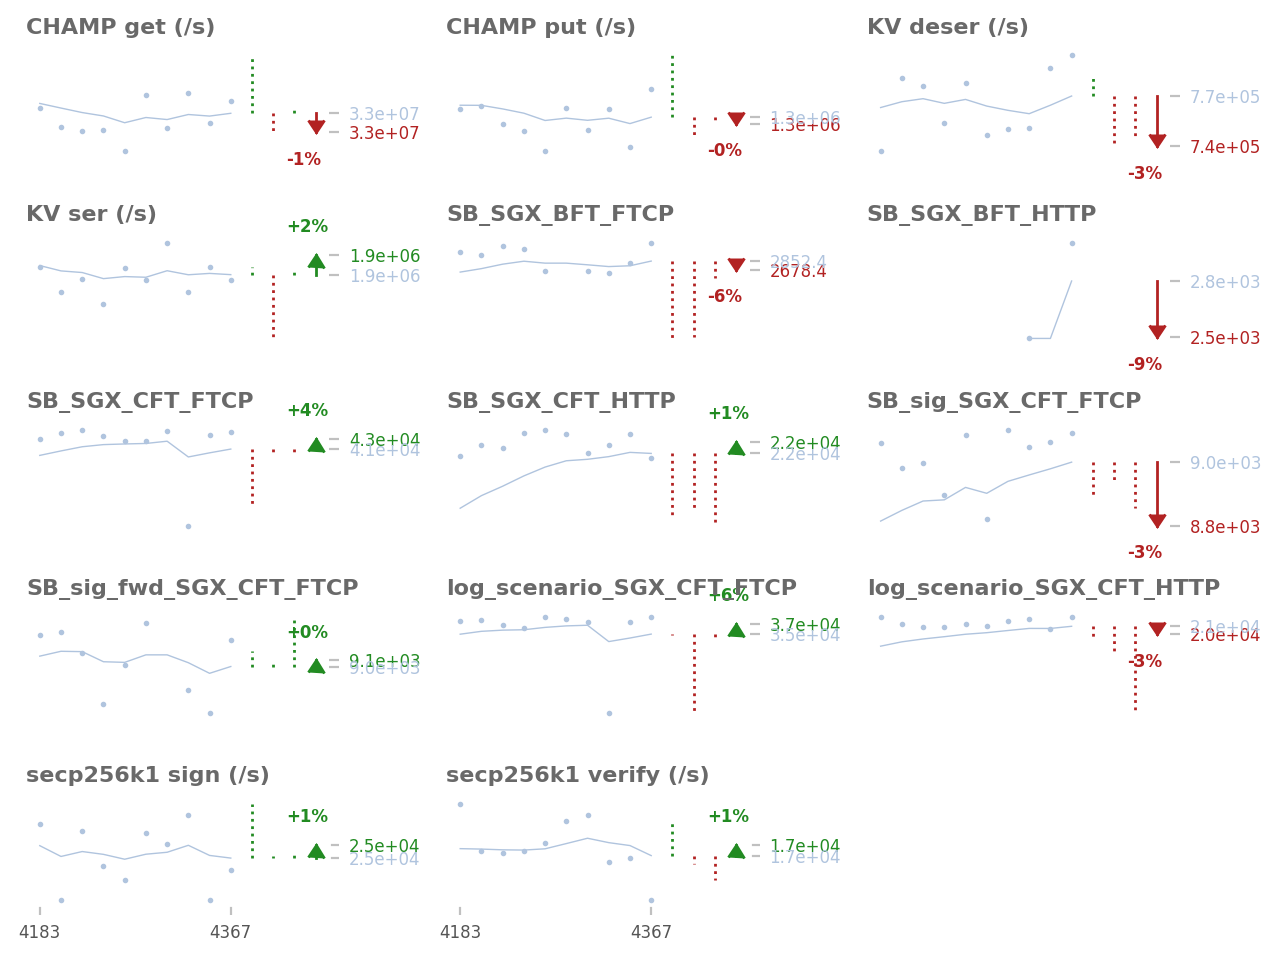 CHAMP get (/s)
3.3e+07
3.3e+07
-1%
CHAMP put (/s)
1.3e+06
1.3e+06
-0%
KV deser (/s)
7.7e+05
7.4e+05
-3%
KV ser (/s)
+2%
1.9e+06
1.9e+06
SB_SGX_BFT_FTCP
2852.4
2678.4
-6%
SB_SGX_BFT_HTTP
2.8e+03
2.5e+03
-9%
SB_SGX_CFT_FTCP
+4%
4.3e+04
4.1e+04
SB_SGX_CFT_HTTP
+1%
2.2e+04
2.2e+04
SB_sig_SGX_CFT_FTCP
9.0e+03
8.8e+03
-3%
SB_sig_fwd_SGX_CFT_FTCP
+0%
9.1e+03
9.0e+03
log_scenario_SGX_CFT_FTCP
+6%
3.7e+04
3.5e+04
log_scenario_SGX_CFT_HTTP
2.1e+04
2.0e+04
-3%
secp256k1 sign (/s)
+1%
2.5e+04
2.5e+04
4183
4367
secp256k1 verify (/s)
+1%
1.7e+04
1.7e+04
4183
4367